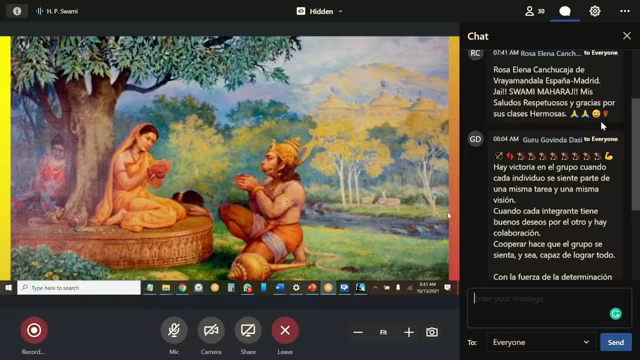 H. P. Swami
Hidden
30
Chat
RC
07:41 AM Rosa Elena Canch... to Everyone
Rosa Elena Canchucaja de
Vrayamandala España-Madrid.
Jai!! SWAMI MAHARAJ!! Mis
Saludos Respetuosos y gracias por
sus clases Hermosas. 🙏🙏😀🌹
GD
08:04 AM Guru Govinda Dasi to Everyone
Hay victoria en el grupo cuando
cada individuo se siente parte de
una misma tarea y una misma
visión.
Cuando cada integrante tiene
buenos deseos por el otro y hay
colaboración.
Cooperar hace que el grupo se
sienta, y sea, capaz de lograr todo.
Con la fuerza de la determinación
Type here to search
9:43 AM
10/13/2021
Enter your message
Record...
Mic
Camera
Share
Leave
Fit
To:
Everyone
Send